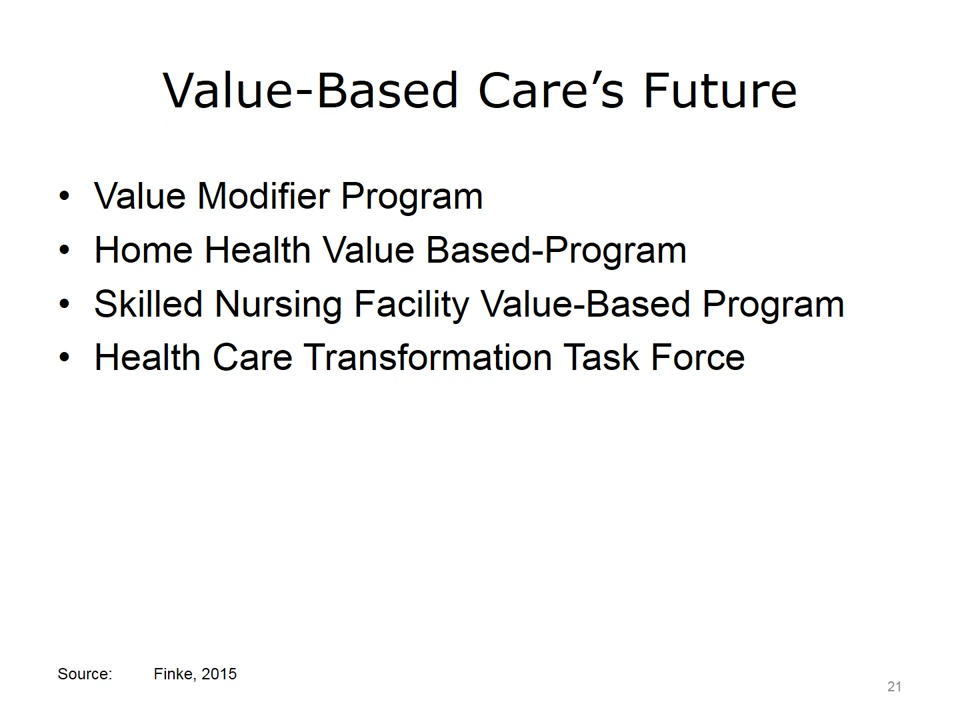 Value-Based Care’s Future
• Value Modifier Program
• Home Health Value Based-Program
• Skilled Nursing Facility Value-Based Program
• Health Care Transformation Task Force
Source: Finke, 2015
21